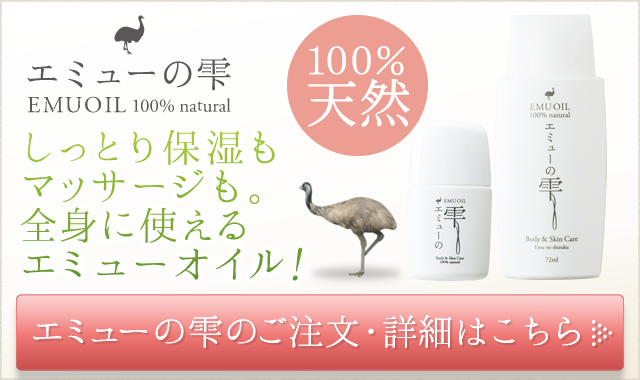 エミューの雫
EMUOIL 100% natural
100%
天然
しっとり保湿も
マッサージも。
全身に使える
エミューオイル!
EMUOIL
エミューの雫
Body & Skin Care
100% natural
EMUOIL
100% natural
エミューの雫
Body & Skin Care
Emu no shizuku
72ml
エミューの雫のご注文・詳細はこちら